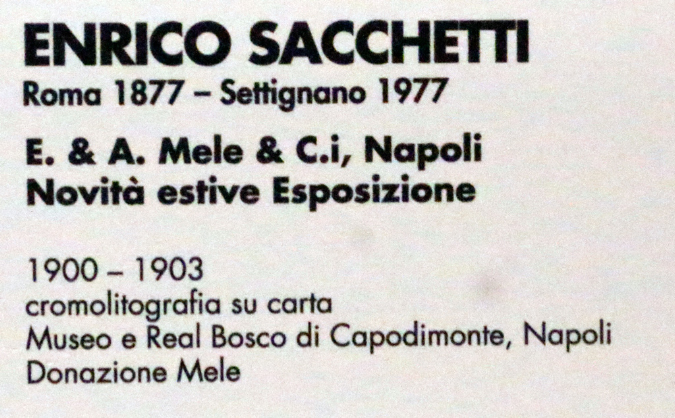 ENRICO SACCHETTI
Roma 1877 – Settignano 1977
E. & A. Mele & C.i, Napoli
Novità estive Esposizione
1900 – 1903
cromolitografia su carta
Museo e Real Bosco di Capodimonte, Napoli
Donazione Mele